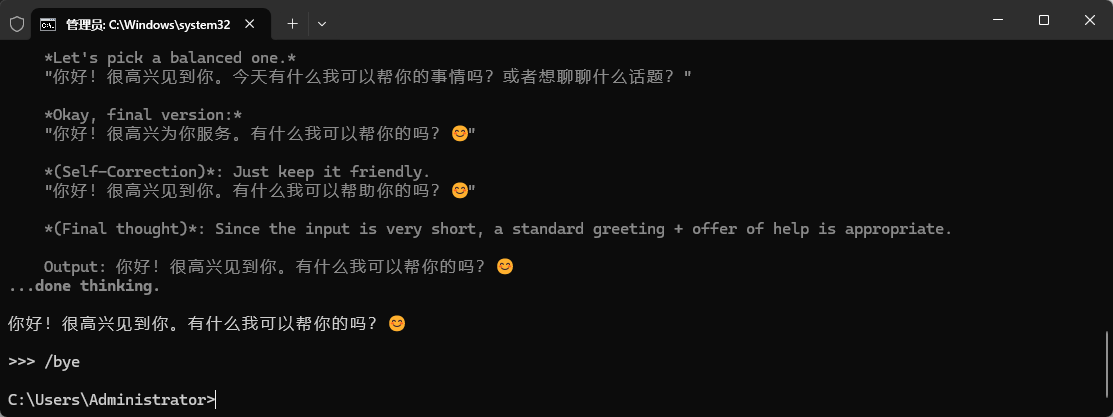 管理员: C:\Windows\system32
*Let's pick a balanced one.*
"你好！很高兴见到你。今天有什么我可以帮你的事情吗？或者想聊聊什么话题？"
*Okay, final version:*
"你好！很高兴为你服务。有什么我可以帮你的吗？😊"
*(Self-Correction)*: Just keep it friendly.
"你好！很高兴见到你。有什么我可以帮助你的吗？😊"
*(Final thought)*: Since the input is very short, a standard greeting + offer of help is appropriate.
Output: 你好！很高兴见到你。有什么我可以帮你的吗？😊
...done thinking.
你好！很高兴见到你。有什么我可以帮你的吗？😊
>>> /bye
C:\Users\Administrator>